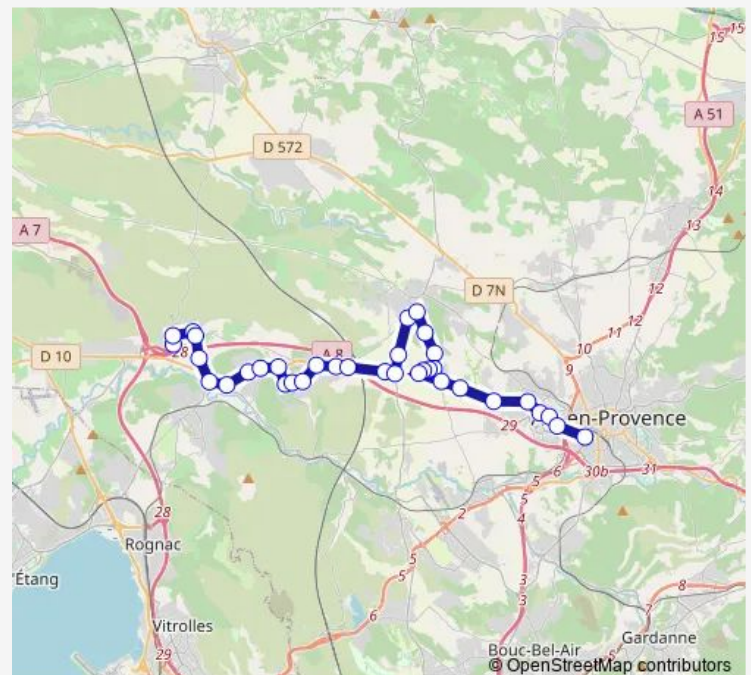 15
15
A 51
D 572
14
A 7
13
D 7N
12
12
11
10
D 10
28
A 8
9
en-Provence
29
6
30b
31
5
5
2
4
28
Rognac
5
'Étang
5
3
3
8
6
7
Vitrolles
Gardanne
29
Bouc-Bel-Air
© OpenStreetMap contributors